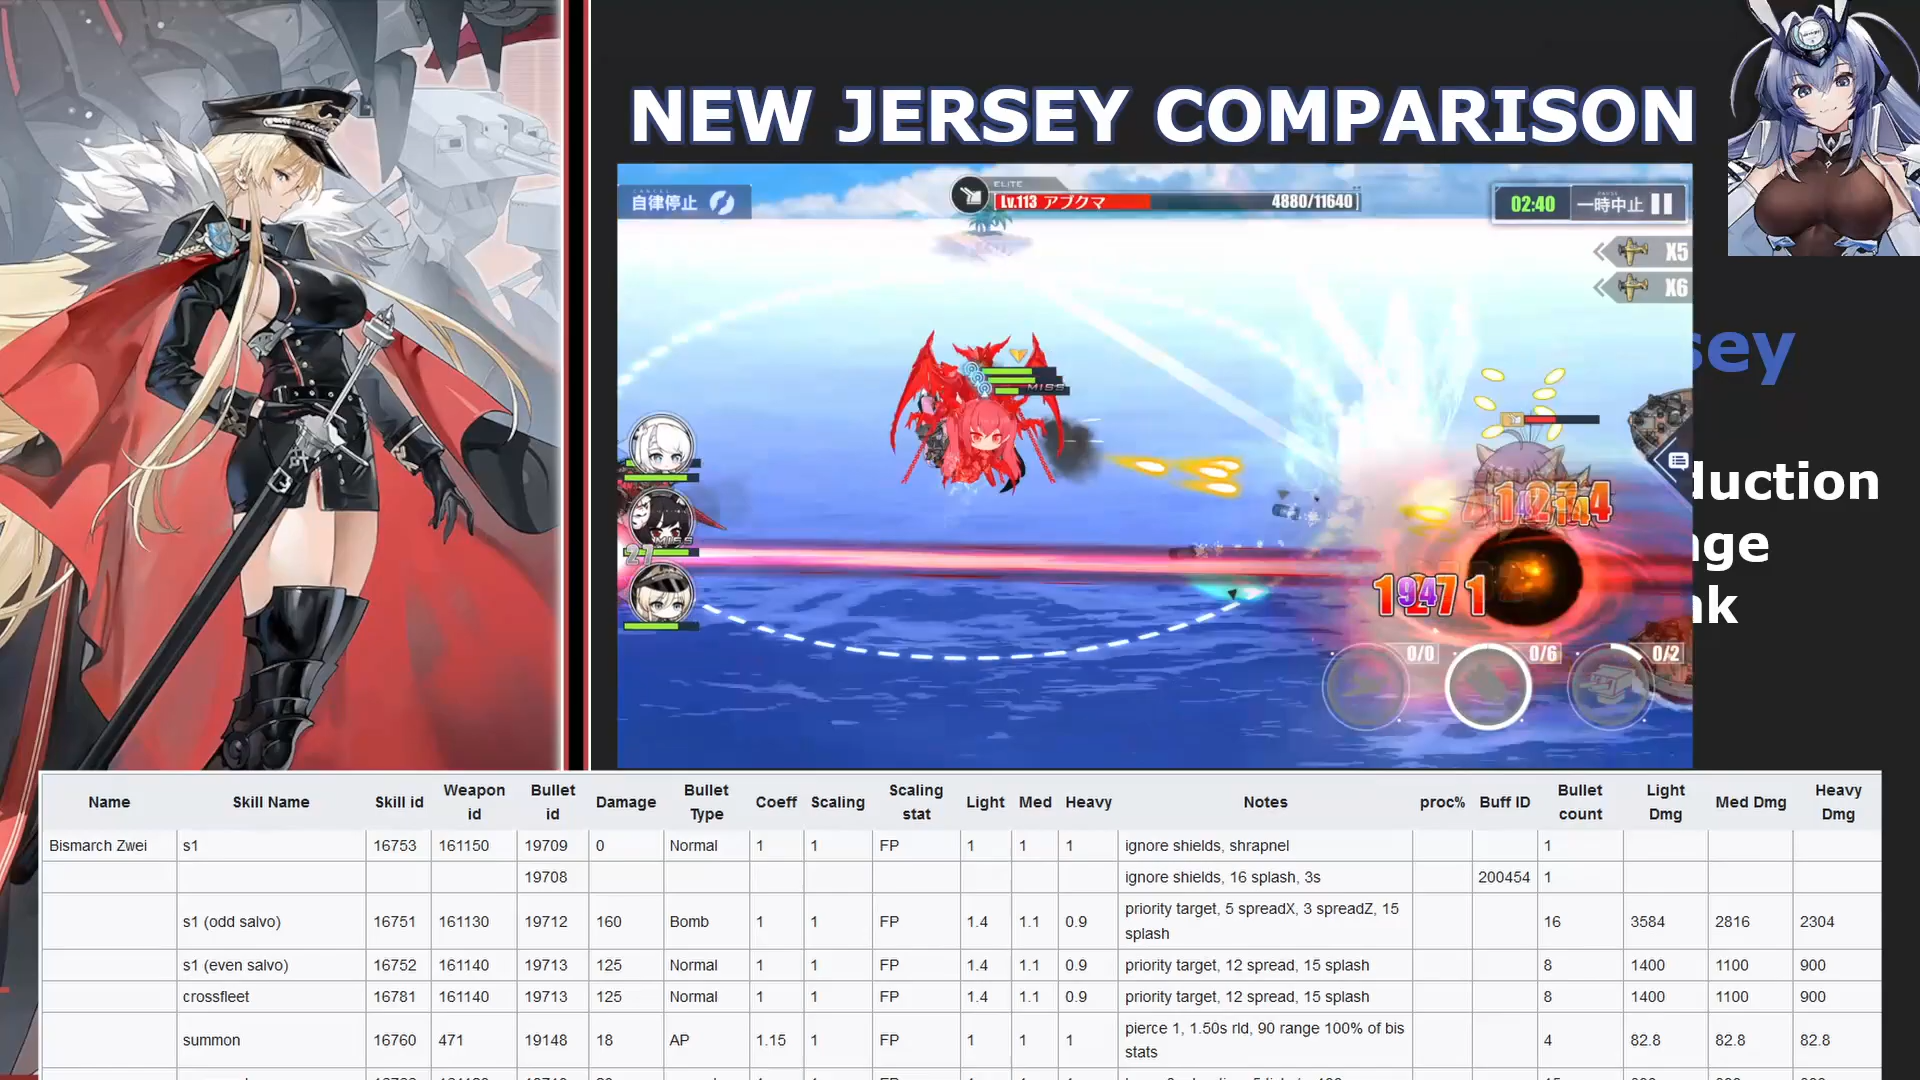 NEW JERSEY COMPARISON
自律停止
ELITE
Lv.113 アブクマ
4880/11640
02:40
一時中止
X5
X6
sey
MISS
duction
MISS
27
0/0
0/6
0/2
Name Skill Name Skill id Weapon id Bullet id Damage Bullet Type Coeff Scaling Scaling stat Light Med Heavy Notes proc% Buff ID Bullet count Light Dmg Med Dmg Heavy Dmg
Bismarch Zwei s1 16753 161150 19709 0 Normal 1 1 FP 1 1 1 ignore shields, shrapnel 1
19708 ignore shields, 16 splash, 3s 200454 1
s1 (odd salvo) 16751 161130 19712 160 Bomb 1 1 FP 1.4 1.1 0.9 priority target, 5 spreadX, 3 spreadZ, 15 splash 16 3584 2816 2304
s1 (even salvo) 16752 161140 19713 125 Normal 1 1 FP 1.4 1.1 0.9 priority target, 12 spread, 15 splash 8 1400 1100 900
crossfleet 16781 161140 19713 125 Normal 1 1 FP 1.4 1.1 0.9 priority target, 12 spread, 15 splash 8 1400 1100 900
summon 16760 471 19148 18 AP 1.15 1 FP 1 1 1 pierce 1, 1.50s rld, 90 range 100% of bis stats 4 82.8 82.8 82.8